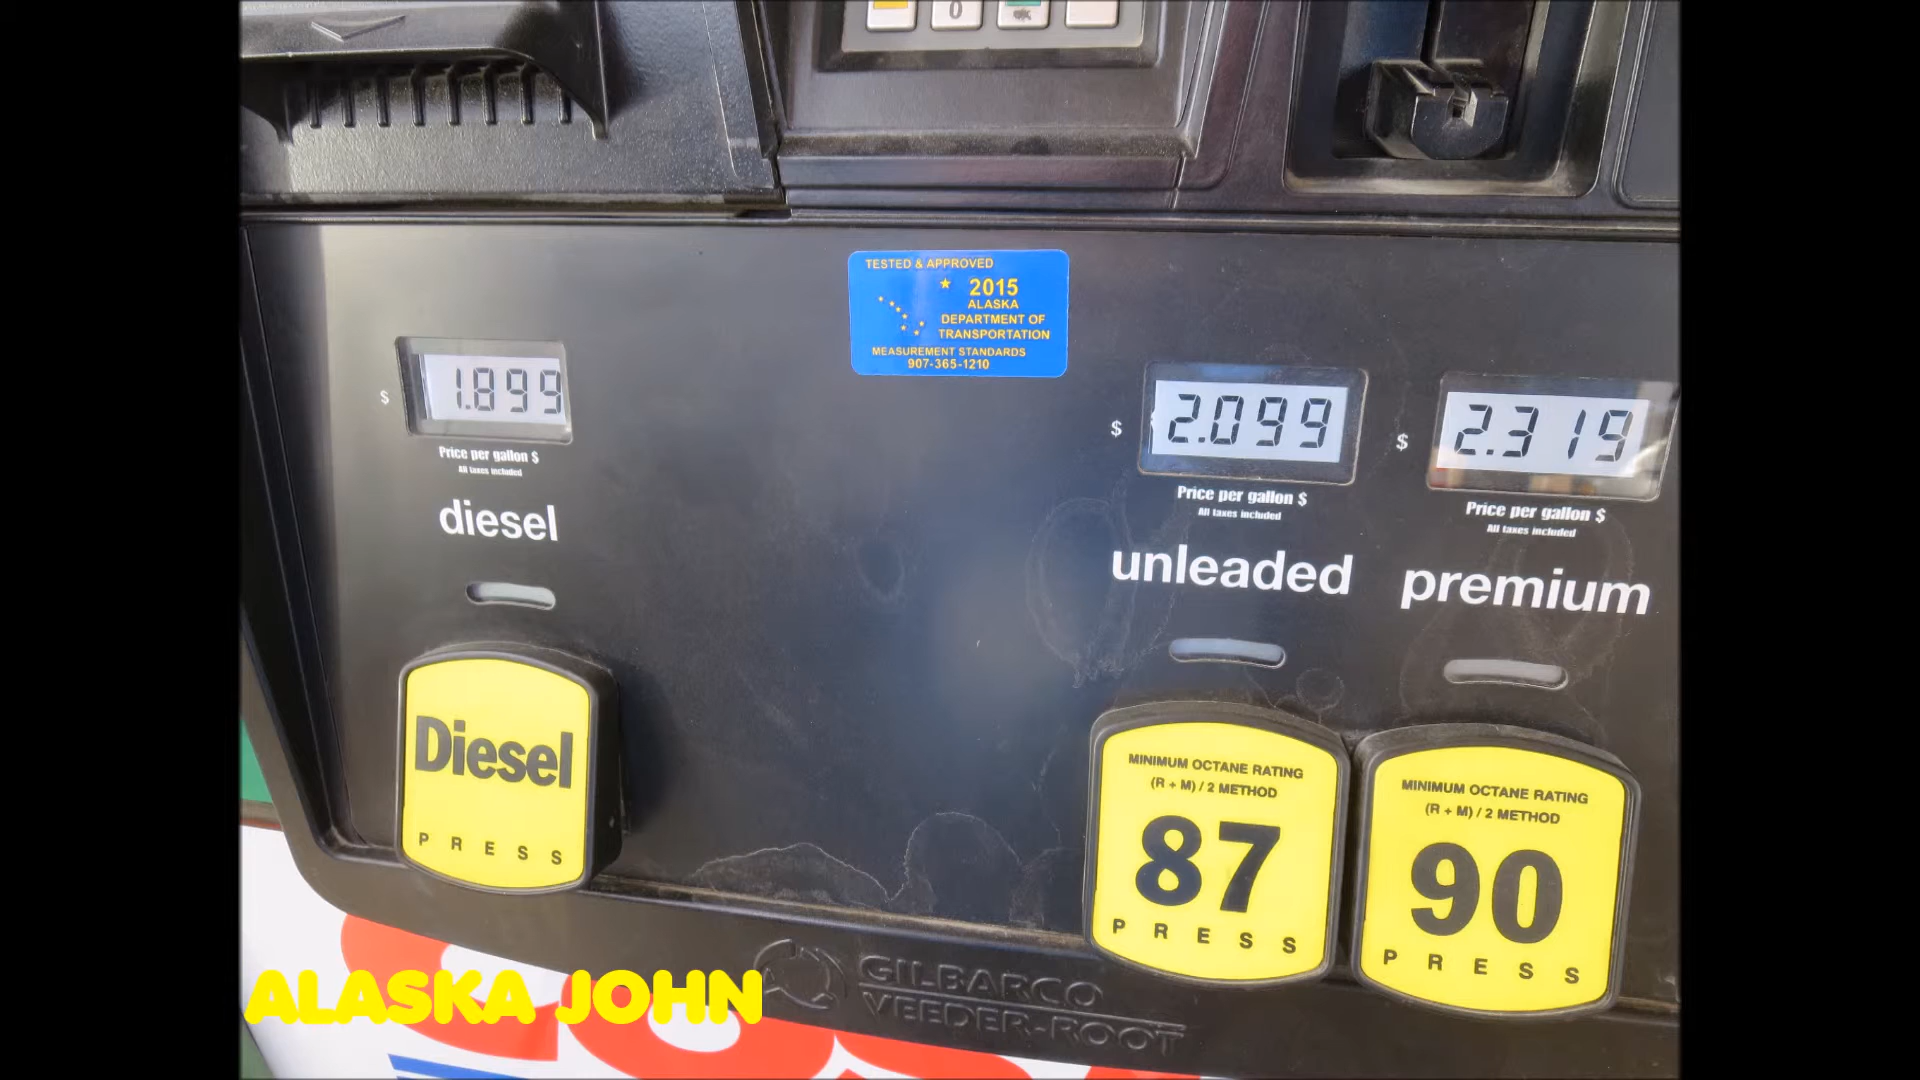 0
TESTED & APPROVED
2015
ALASKA
DEPARTMENT OF
TRANSPORTATION
MEASUREMENT STANDARDS
907-365-1210
$ 1.899
Price per gallon $
All taxes included
diesel
$ 2.099
Price per gallon $
All taxes included
unleaded
$ 2.319
Price per gallon $
All taxes included
premium
Diesel
PRESS
MINIMUM OCTANE RATING
(R + M) / 2 METHOD
87
PRESS
MINIMUM OCTANE RATING
(R + M) / 2 METHOD
90
PRESS
GILBARCO
VEEDER-ROOT
ALASKA JOHN